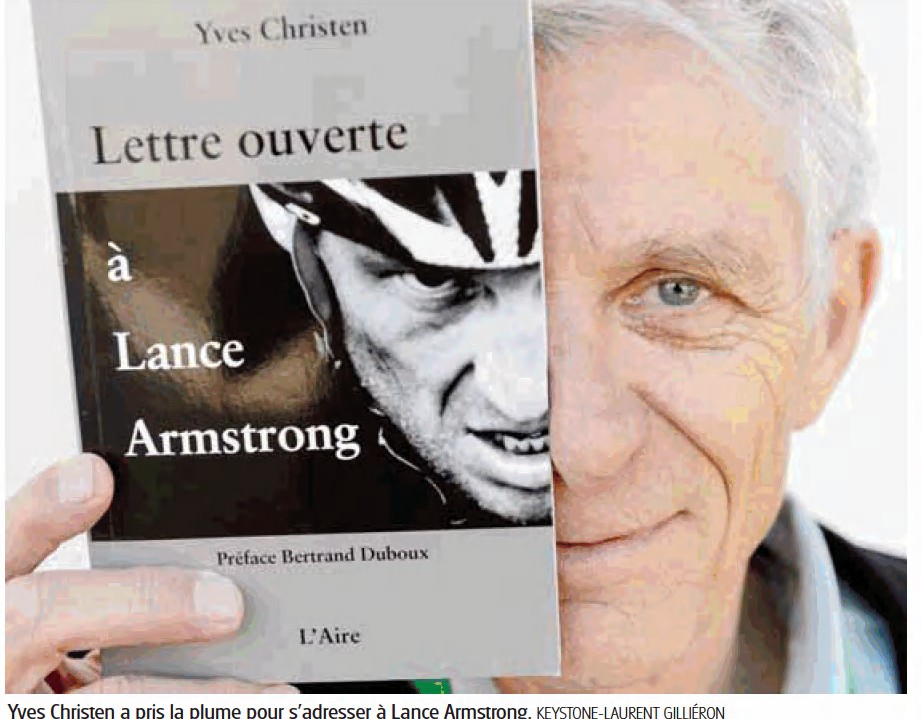 Yves Christen
Lettre ouverte
à
Lance
Armstrong
Préface Bertrand Duboux
L'Aire
Yves Christen a pris la plume pour s'adresser à Lance Armstrong. KEYSTONE-LAURENT GILLIÉRON